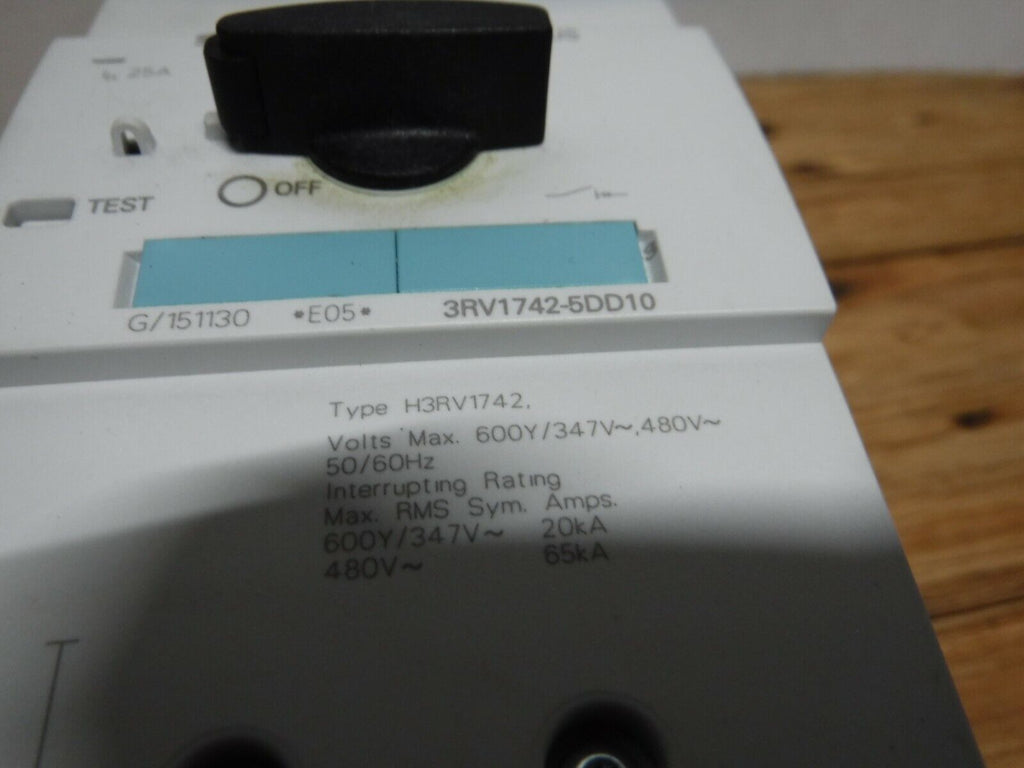 25A
OFF
TEST
G/151130 *E05* 3RV1742-5DD10
Type H3RV1742,
Volts Max. 600Y/347V~,480V~
50/60Hz
Interrupting Rating
Max. RMS Sym. Amps.
600Y/347V~ 20kA
480V~ 65kA